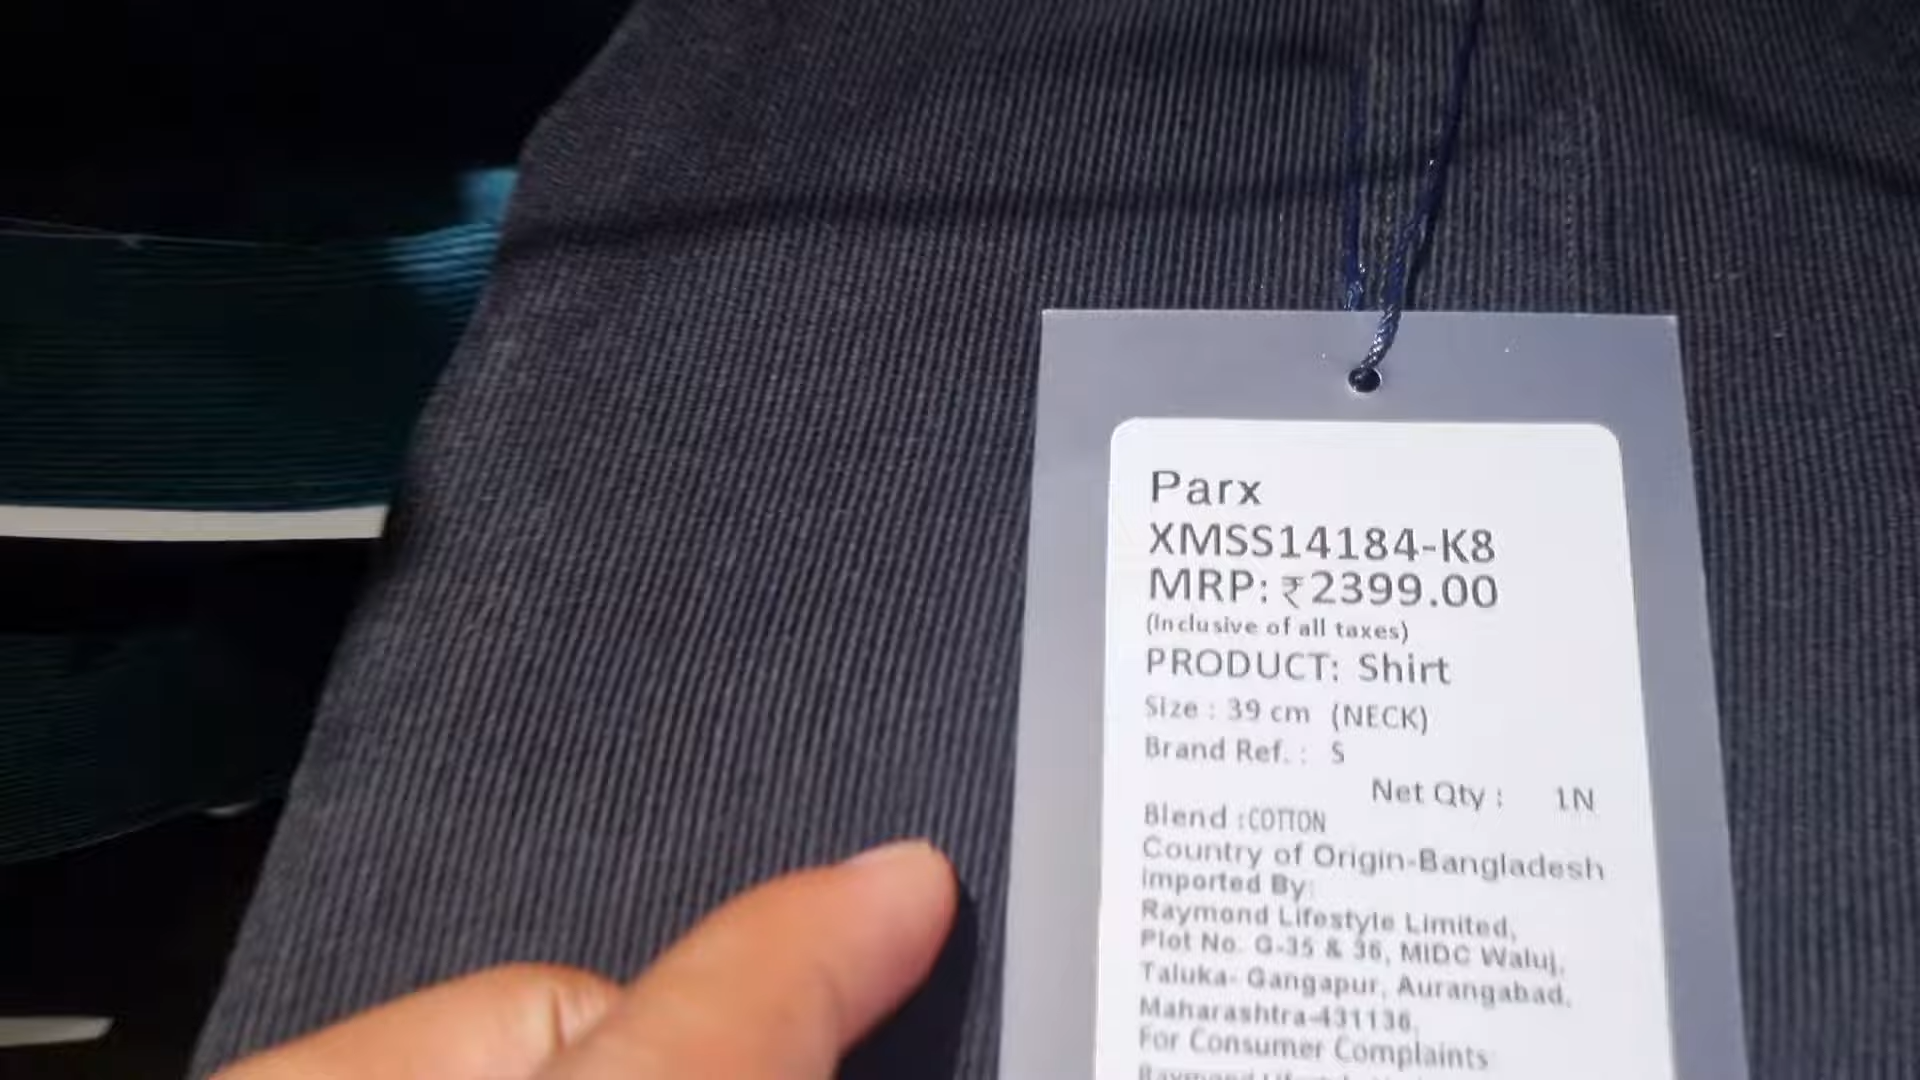 Parx
XMSS14184-K8
MRP: ₹2399.00
(Inclusive of all taxes)
PRODUCT: Shirt
Size : 39 cm (NECK)
Brand Ref. : S
Net Qty : 1N
Blend :COTTON
Country of Origin-Bangladesh
Imported By:
Raymond Lifestyle Limited,
Plot No. G-35 & 36, MIDC Waluj,
Taluka- Gangapur, Aurangabad,
Maharashtra-431136.
For Consumer Complaints
Raymond